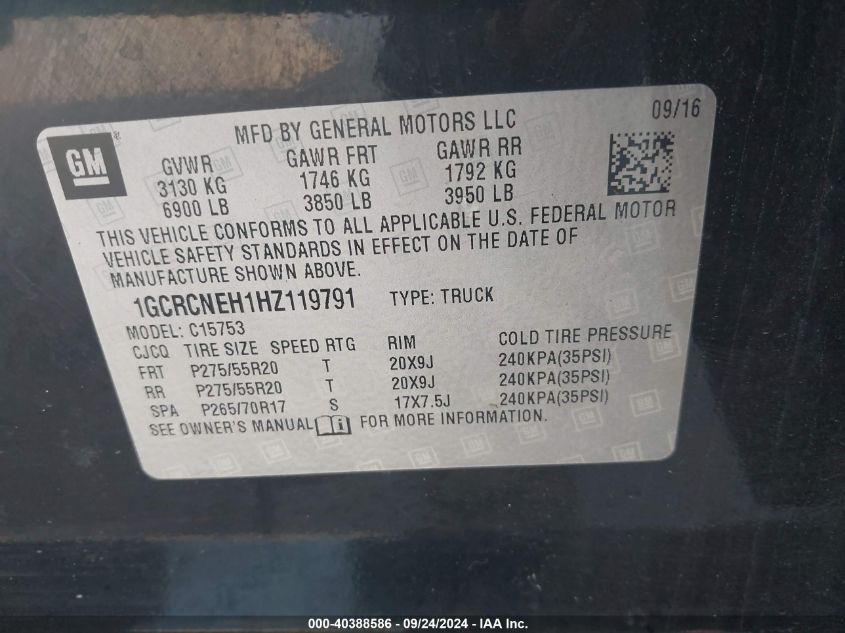 GM
MFD BY GENERAL MOTORS LLC
09/16
GVWR GAWR FRT GAWR RR
3130 KG 1746 KG 1792 KG
6900 LB 3850 LB 3950 LB
THIS VEHICLE CONFORMS TO ALL APPLICABLE U.S. FEDERAL MOTOR
VEHICLE SAFETY STANDARDS IN EFFECT ON THE DATE OF
MANUFACTURE SHOWN ABOVE.
1GCRCNEH1HZ119791 TYPE: TRUCK
MODEL: C15753
CJCQ TIRE SIZE SPEED RTG RIM COLD TIRE PRESSURE
FRT P275/55R20 T 20X9J 240KPA(35PSI)
RR P275/55R20 T 20X9J 240KPA(35PSI)
SPA P265/70R17 S 17X7.5J 240KPA(35PSI)
SEE OWNER'S MANUAL FOR MORE INFORMATION.
000-40388586 - 09/24/2024 - IAA Inc.